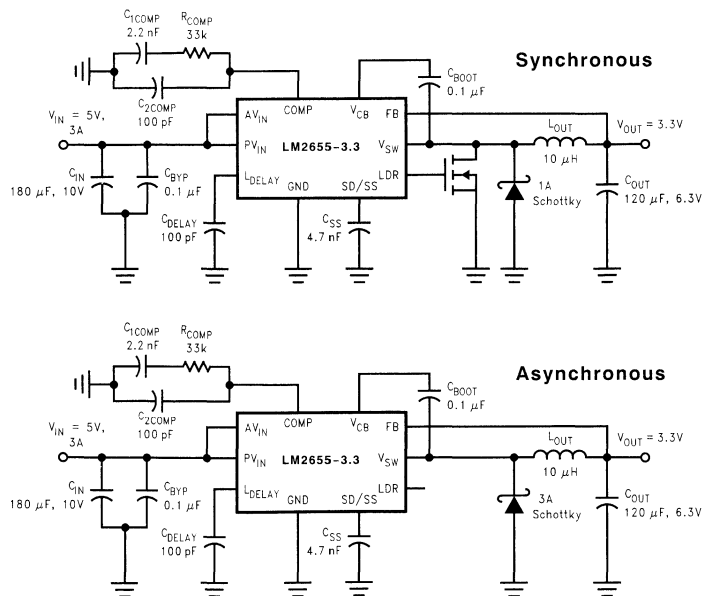 C1COMP
2.2 nF
RCOMP
33k
C2COMP
100 pF
Synchronous
CBOOT
0.1 μF
VIN = 5V,
3A
AVIN
COMP
VCB
FB
PVIN
LM2655-3.3
VSW
LDELAY
GND
SD/SS
LDR
LOUT
10 μH
VOUT = 3.3V
CIN
180 μF, 10V
CBYP
0.1 μF
CDELAY
100 pF
CSS
4.7 nF
1A
Schottky
COUT
120 μF, 6.3V
C1COMP
2.2 nF
RCOMP
33k
C2COMP
100 pF
Asynchronous
CBOOT
0.1 μF
VIN = 5V,
3A
AVIN
COMP
VCB
FB
PVIN
LM2655-3.3
VSW
LDELAY
GND
SD/SS
LDR
LOUT
10 μH
VOUT = 3.3V
CIN
180 μF, 10V
CBYP
0.1 μF
CDELAY
100 pF
CSS
4.7 nF
3A
Schottky
COUT
120 μF, 6.3V